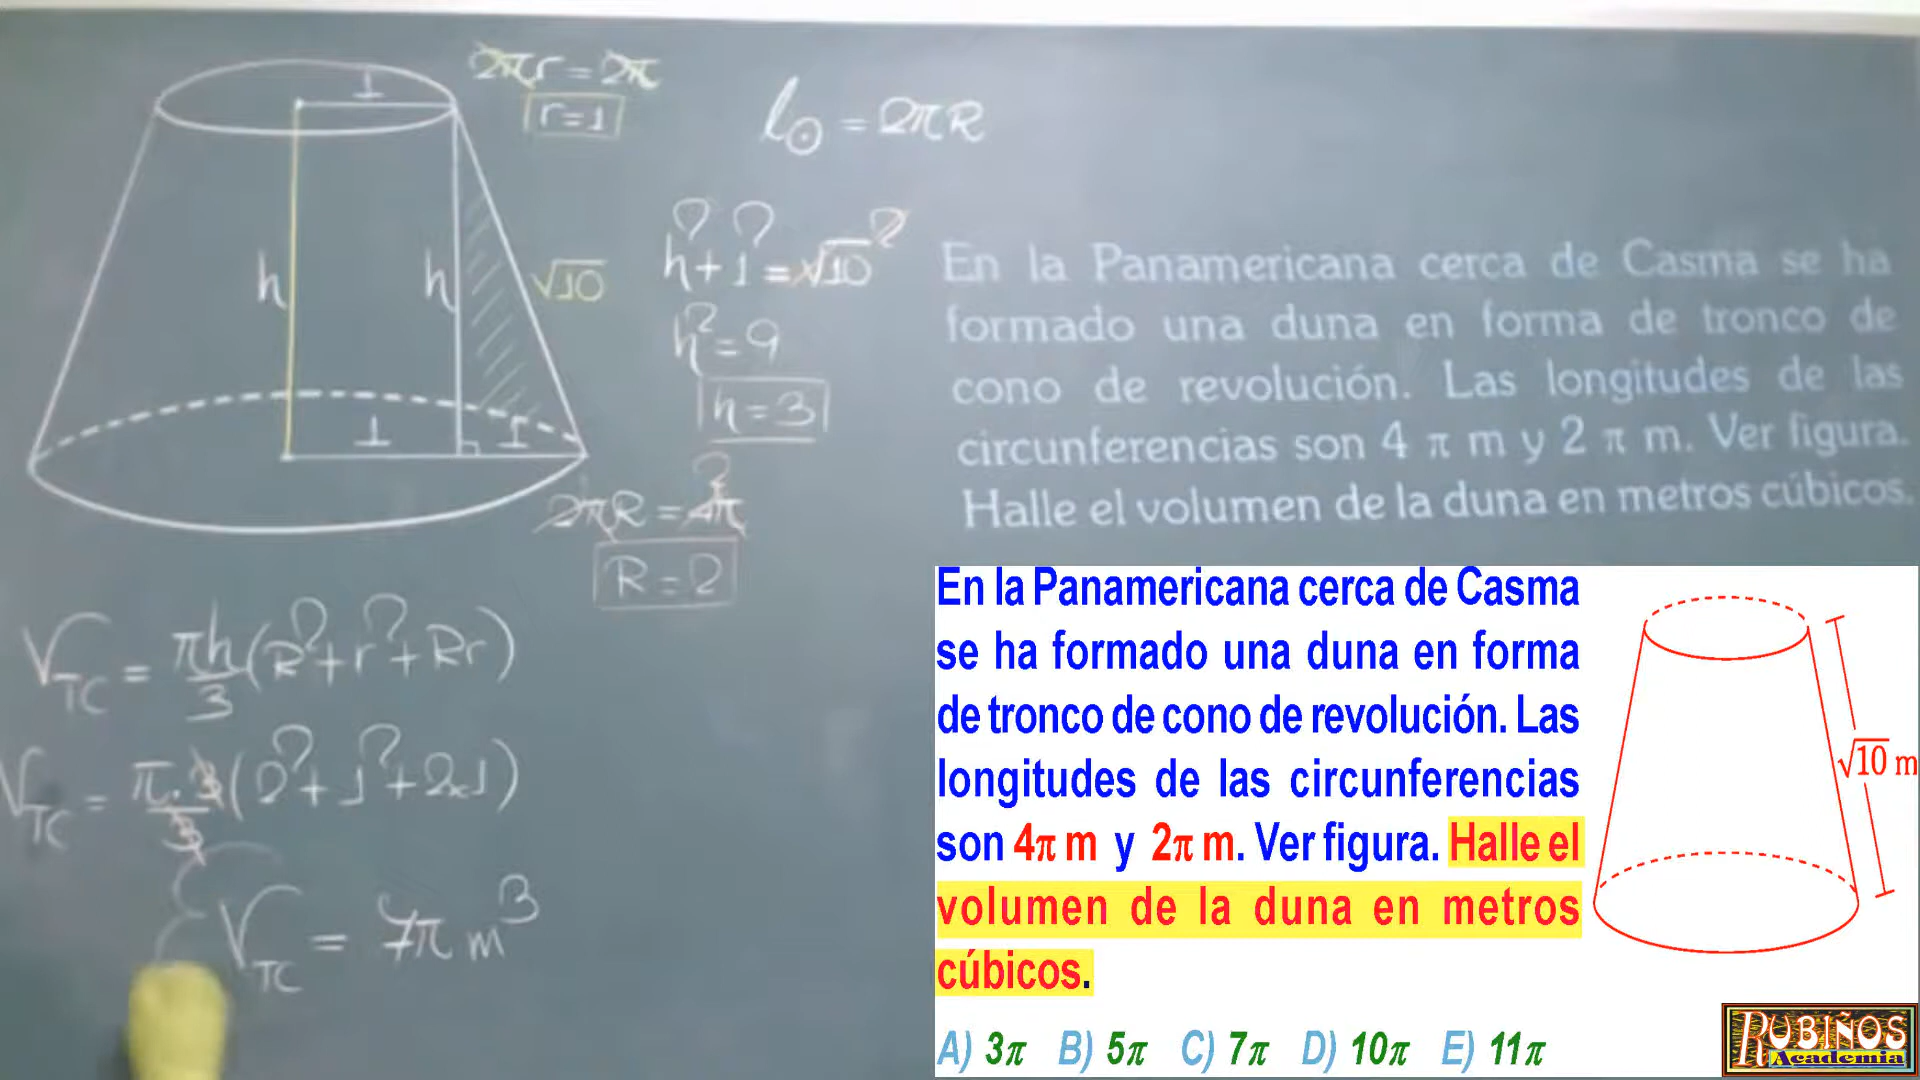 1
2πr = 2π
r=1
l⊙ = 2πR
h
h
√10
h² + 1² = √10²
h² = 9
h = 3
1
1
2πR = 4π
2
R = 2
V_TC = πh/3 (R² + r² + Rr)
V_TC = π.3/3 (2² + 1² + 2x1)
V_TC = 7π m³
En la Panamericana cerca de Casma se ha
formado una duna en forma de tronco de
cono de revolución. Las longitudes de las
circunferencias son 4 π m y 2 π m. Ver figura.
Halle el volumen de la duna en metros cúbicos.
En la Panamericana cerca de Casma
se ha formado una duna en forma
de tronco de cono de revolución. Las
longitudes de las circunferencias
son 4π m y 2π m. Ver figura. Halle el
volumen de la duna en metros
cúbicos.
√10 m
A) 3π B) 5π C) 7π D) 10π E) 11π
RUBIÑOS
Academia